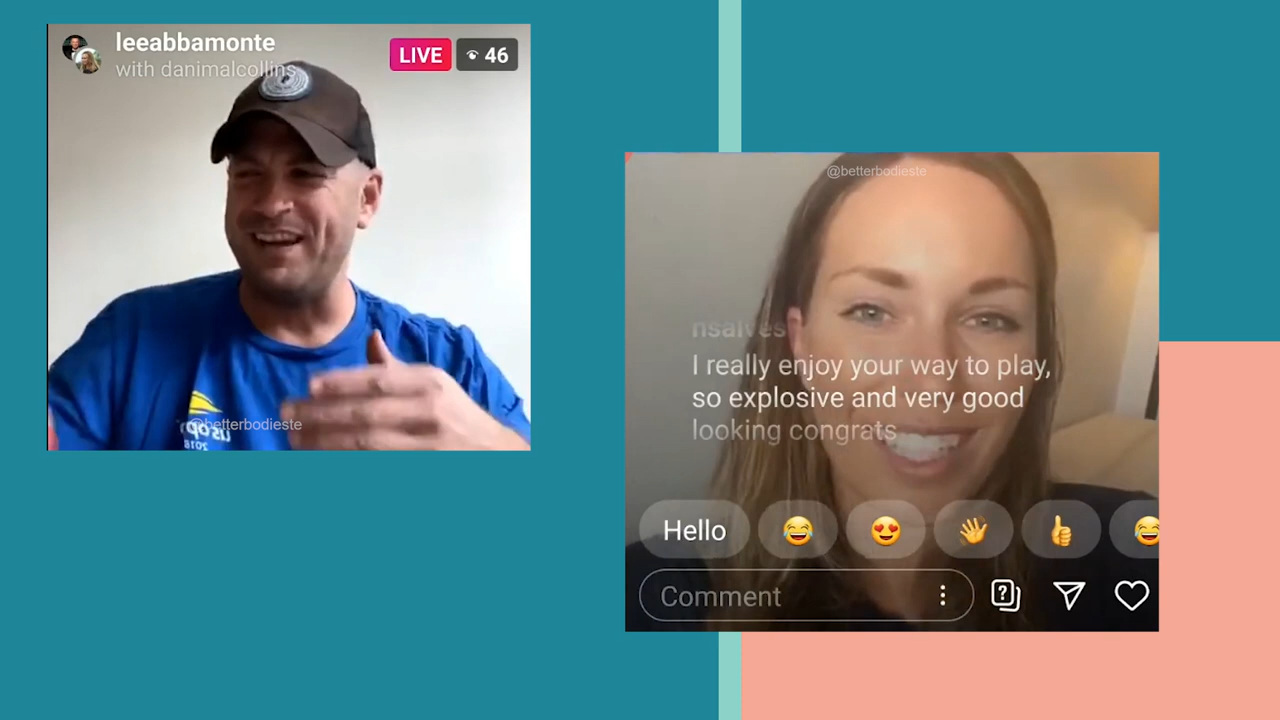 leeabbamonte
with danimalcollins
LIVE
46
@betterbodieste
@betterbodieste
nsalves
I really enjoy your way to play,
so explosive and very good
looking congrats
Hello
Comment